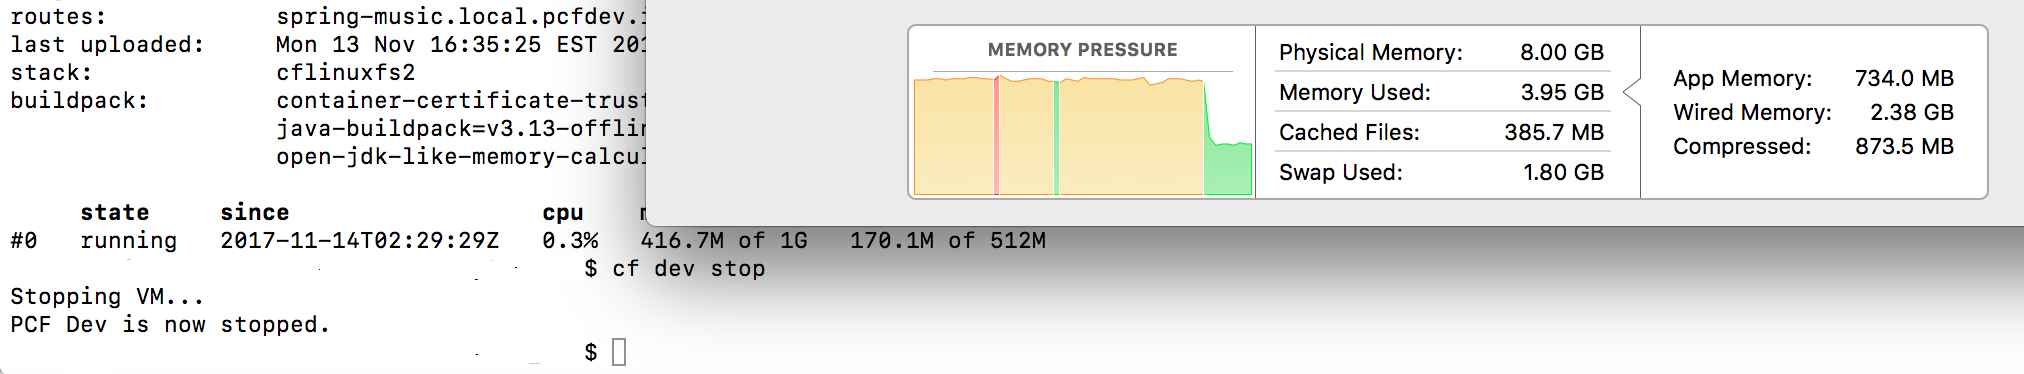 routes: spring-music.local.pcfdev.
last uploaded: Mon 13 Nov 16:35:25 EST 20
stack: cflinuxfs2
buildpack: container-certificate-trust
java-buildpack=v3.13-offlin
open-jdk-like-memory-calcul
state since cpu
#0 running 2017-11-14T02:29:29Z 0.3% 416.7M of 1G 170.1M of 512M
$ cf dev stop
Stopping VM...
PCF Dev is now stopped.
$
MEMORY PRESSURE
Physical Memory: 8.00 GB
Memory Used: 3.95 GB
Cached Files: 385.7 MB
Swap Used: 1.80 GB
App Memory: 734.0 MB
Wired Memory: 2.38 GB
Compressed: 873.5 MB